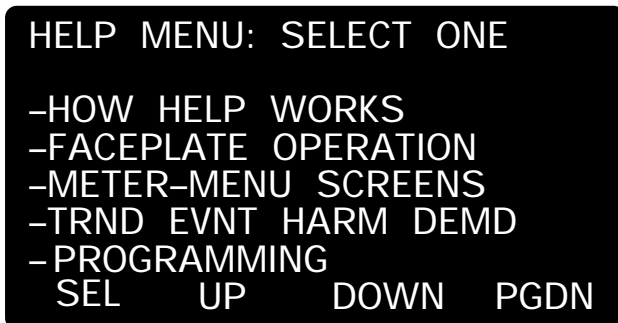 HELP MENU: SELECT ONE
–HOW HELP WORKS
–FACEPLATE OPERATION
–METER–MENU SCREENS
–TRND EVNT HARM DEMD
–PROGRAMMING
SEL UP DOWN PGDN